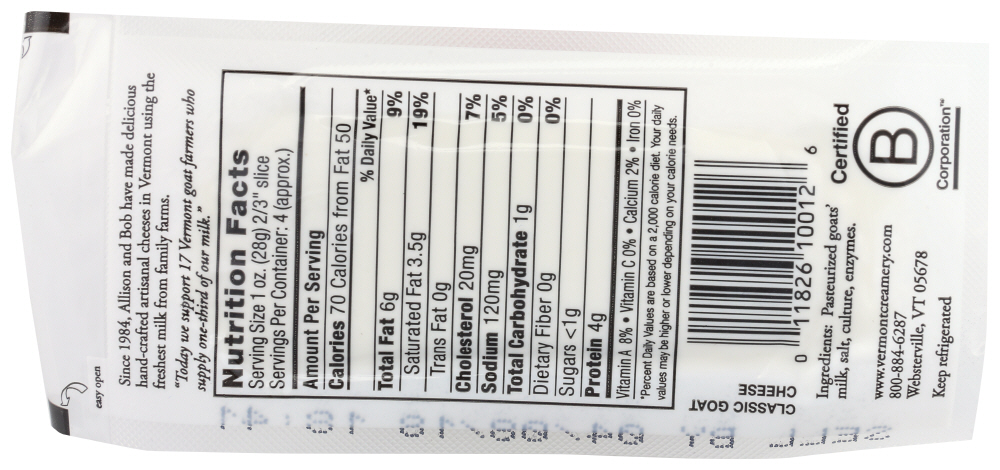 easy open
Since 1984, Allison and Bob have made delicious
hand-crafted artisanal cheeses in Vermont using the
freshest milk from family farms.
"Today we support 17 Vermont goat farmers who
supply one-third of our milk."
Nutrition Facts
Serving Size 1 oz. (28g) 2/3" slice
Servings Per Container: 4 (approx.)
Amount Per Serving
Calories 70 Calories from Fat 50
% Daily Value*
Total Fat 6g 9%
Saturated Fat 3.5g 19%
Trans Fat 0g
Cholesterol 20mg 7%
Sodium 120mg 5%
Total Carbohydrate 1g 0%
Dietary Fiber 0g 0%
Sugars <1g
Protein 4g
Vitamin A 8% • Vitamin C 0% • Calcium 2% • Iron 0%
*Percent Daily Values are based on a 2,000 calorie diet. Your daily
values may be higher or lower depending on your calorie needs.
CLASSIC GOAT
CHEESE
0 11826 10012 6
Ingredients: Pasteurized goats'
milk, salt, culture, enzymes.
Certified
B
Corporation™
www.vermontcreamery.com
800-884-6287
Websterville, VT 05678
Keep refrigerated